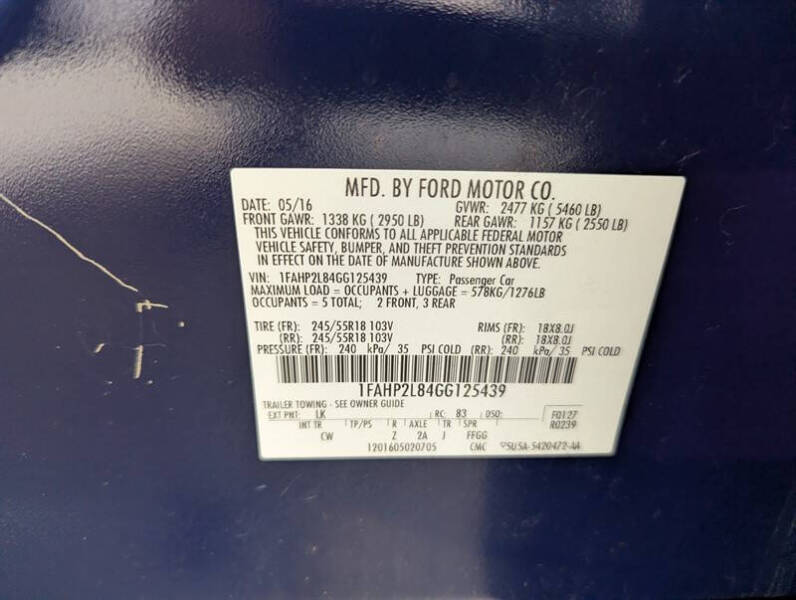 MFD. BY FORD MOTOR CO.
DATE: 05/16 GVWR: 2477 KG ( 5460 LB)
FRONT GAWR: 1338 KG ( 2950 LB) REAR GAWR: 1157 KG ( 2550 LB)
THIS VEHICLE CONFORMS TO ALL APPLICABLE FEDERAL MOTOR
VEHICLE SAFETY, BUMPER, AND THEFT PREVENTION STANDARDS
IN EFFECT ON THE DATE OF MANUFACTURE SHOWN ABOVE.
VIN: 1FAHP2L84GG125439 TYPE: Passenger Car
MAXIMUM LOAD = OCCUPANTS + LUGGAGE = 578KG/1276LB
OCCUPANTS = 5 TOTAL; 2 FRONT, 3 REAR
TIRE (FR): 245/55R18 103V RIMS (FR): 18X8.0J
(RR): 245/55R18 103V (RR): 18X8.0J
PRESSURE (FR): 240 kPa/ 35 PSI COLD (RR): 240 kPa/ 35 PSI COLD
1FAHP2L84GG125439
TRAILER TOWING - SEE OWNER GUIDE
EXT PNT: LK RC: 83 DSO: F0127
INT TR TP/PS R AXLE TR SPR R0239
CW Z 2A J FFGG
1201605020705 CMC 5U5A-5420472-AA